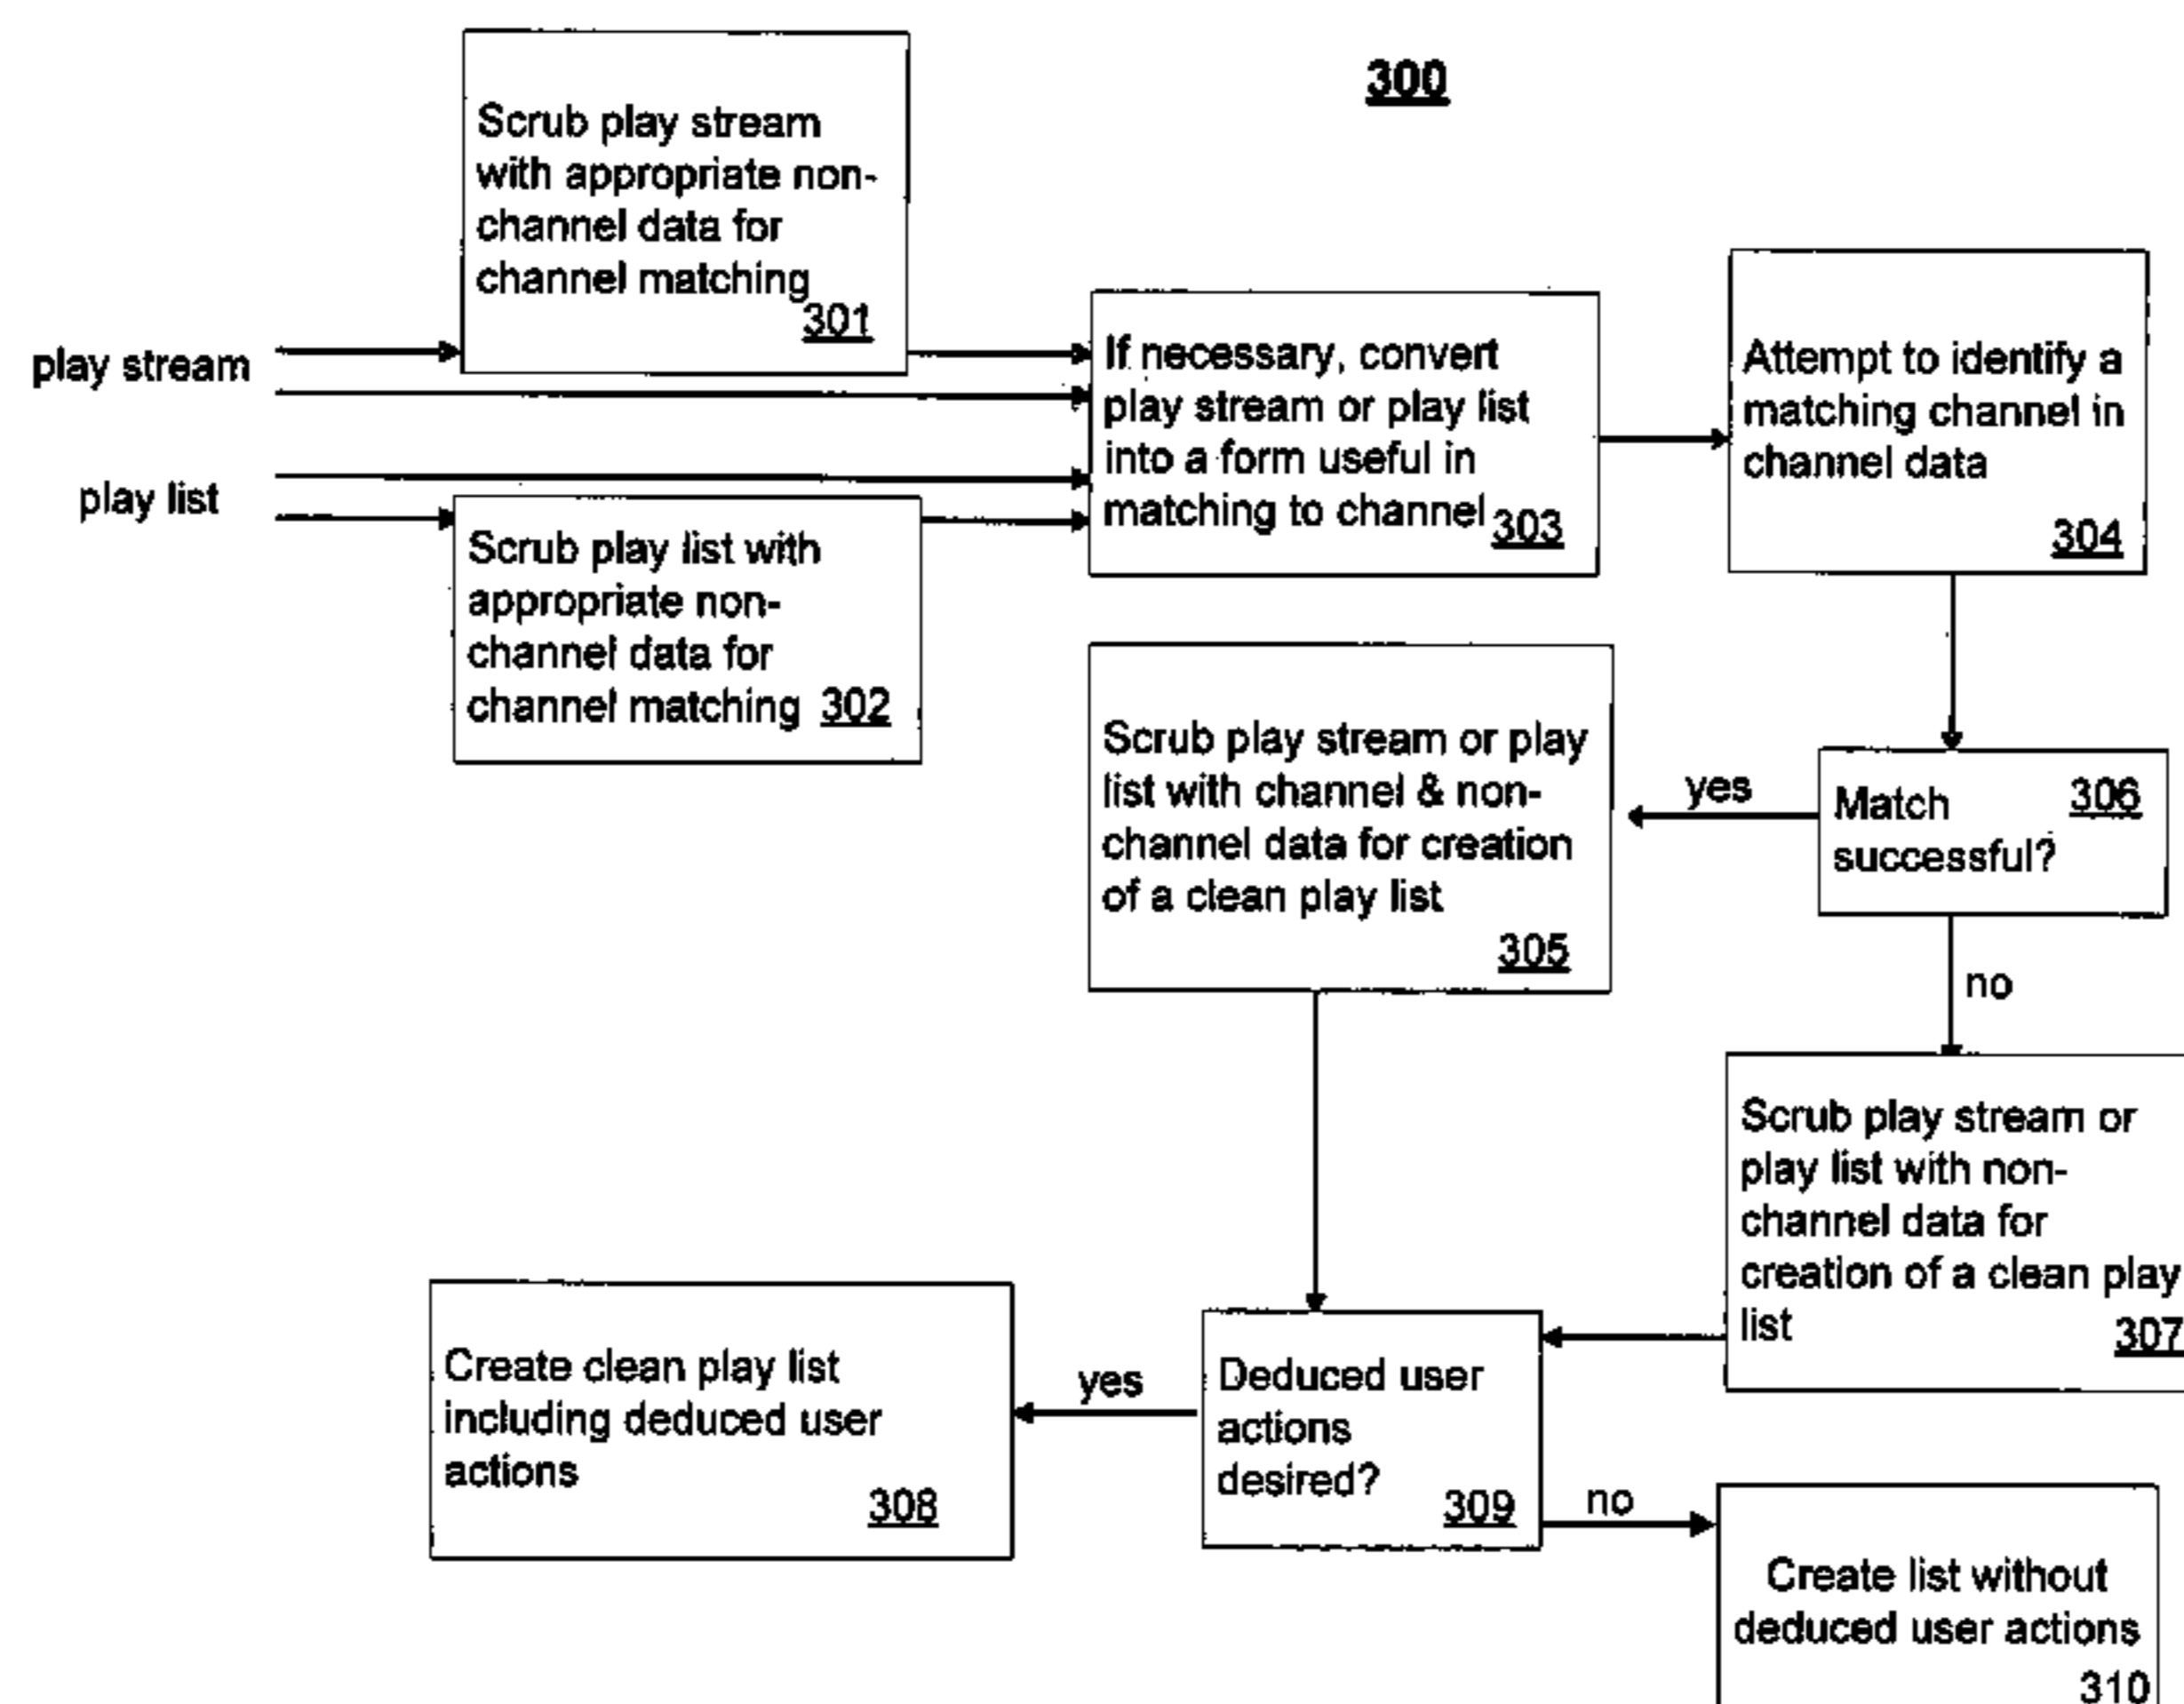 300
Scrub play stream
with appropriate non-
channel data for
channel matching
301
play stream
play list
Scrub play list with
appropriate non-
channel data for
channel matching 302
If necessary, convert
play stream or play list
into a form useful in
matching to channel 303
Attempt to identify a
matching channel in
channel data
304
Match 306
successful?
yes
no
Scrub play stream or play
list with channel & non-
channel data for creation
of a clean play list
305
Scrub play stream or
play list with non-
channel data for
creation of a clean play
list
307
Deduced user
actions
desired?
309
yes
no
Create clean play list
including deduced user
actions
308
Create list without
deduced user actions
310